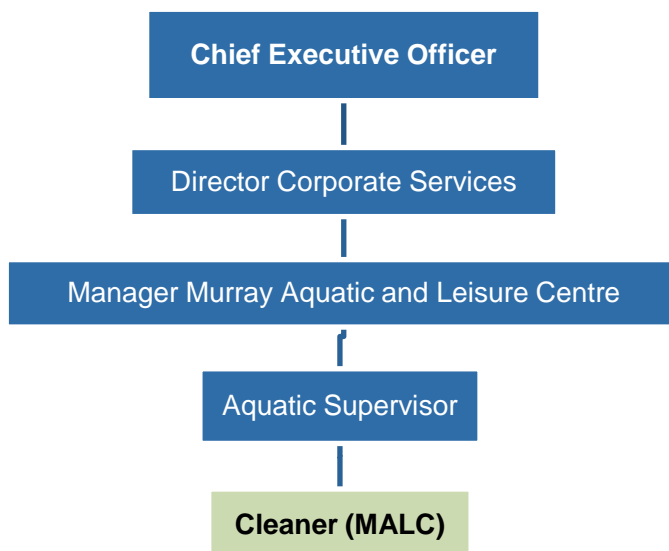 Chief Executive Officer
Director Corporate Services
Manager Murray Aquatic and Leisure Centre
Aquatic Supervisor
Cleaner (MALC)